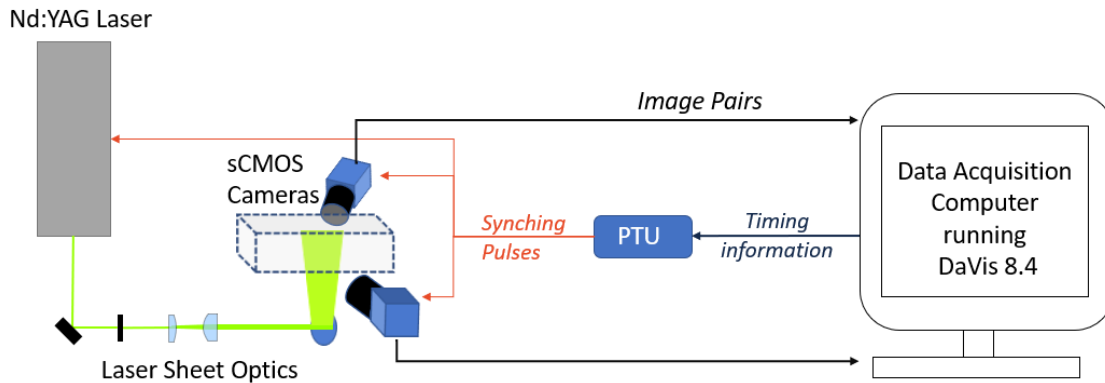 Nd:YAG Laser
Image Pairs
sCMOS
Cameras
Synching
Pulses
PTU
Timing
information
Data Acquisition
Computer
running
DaVis 8.4
Laser Sheet Optics